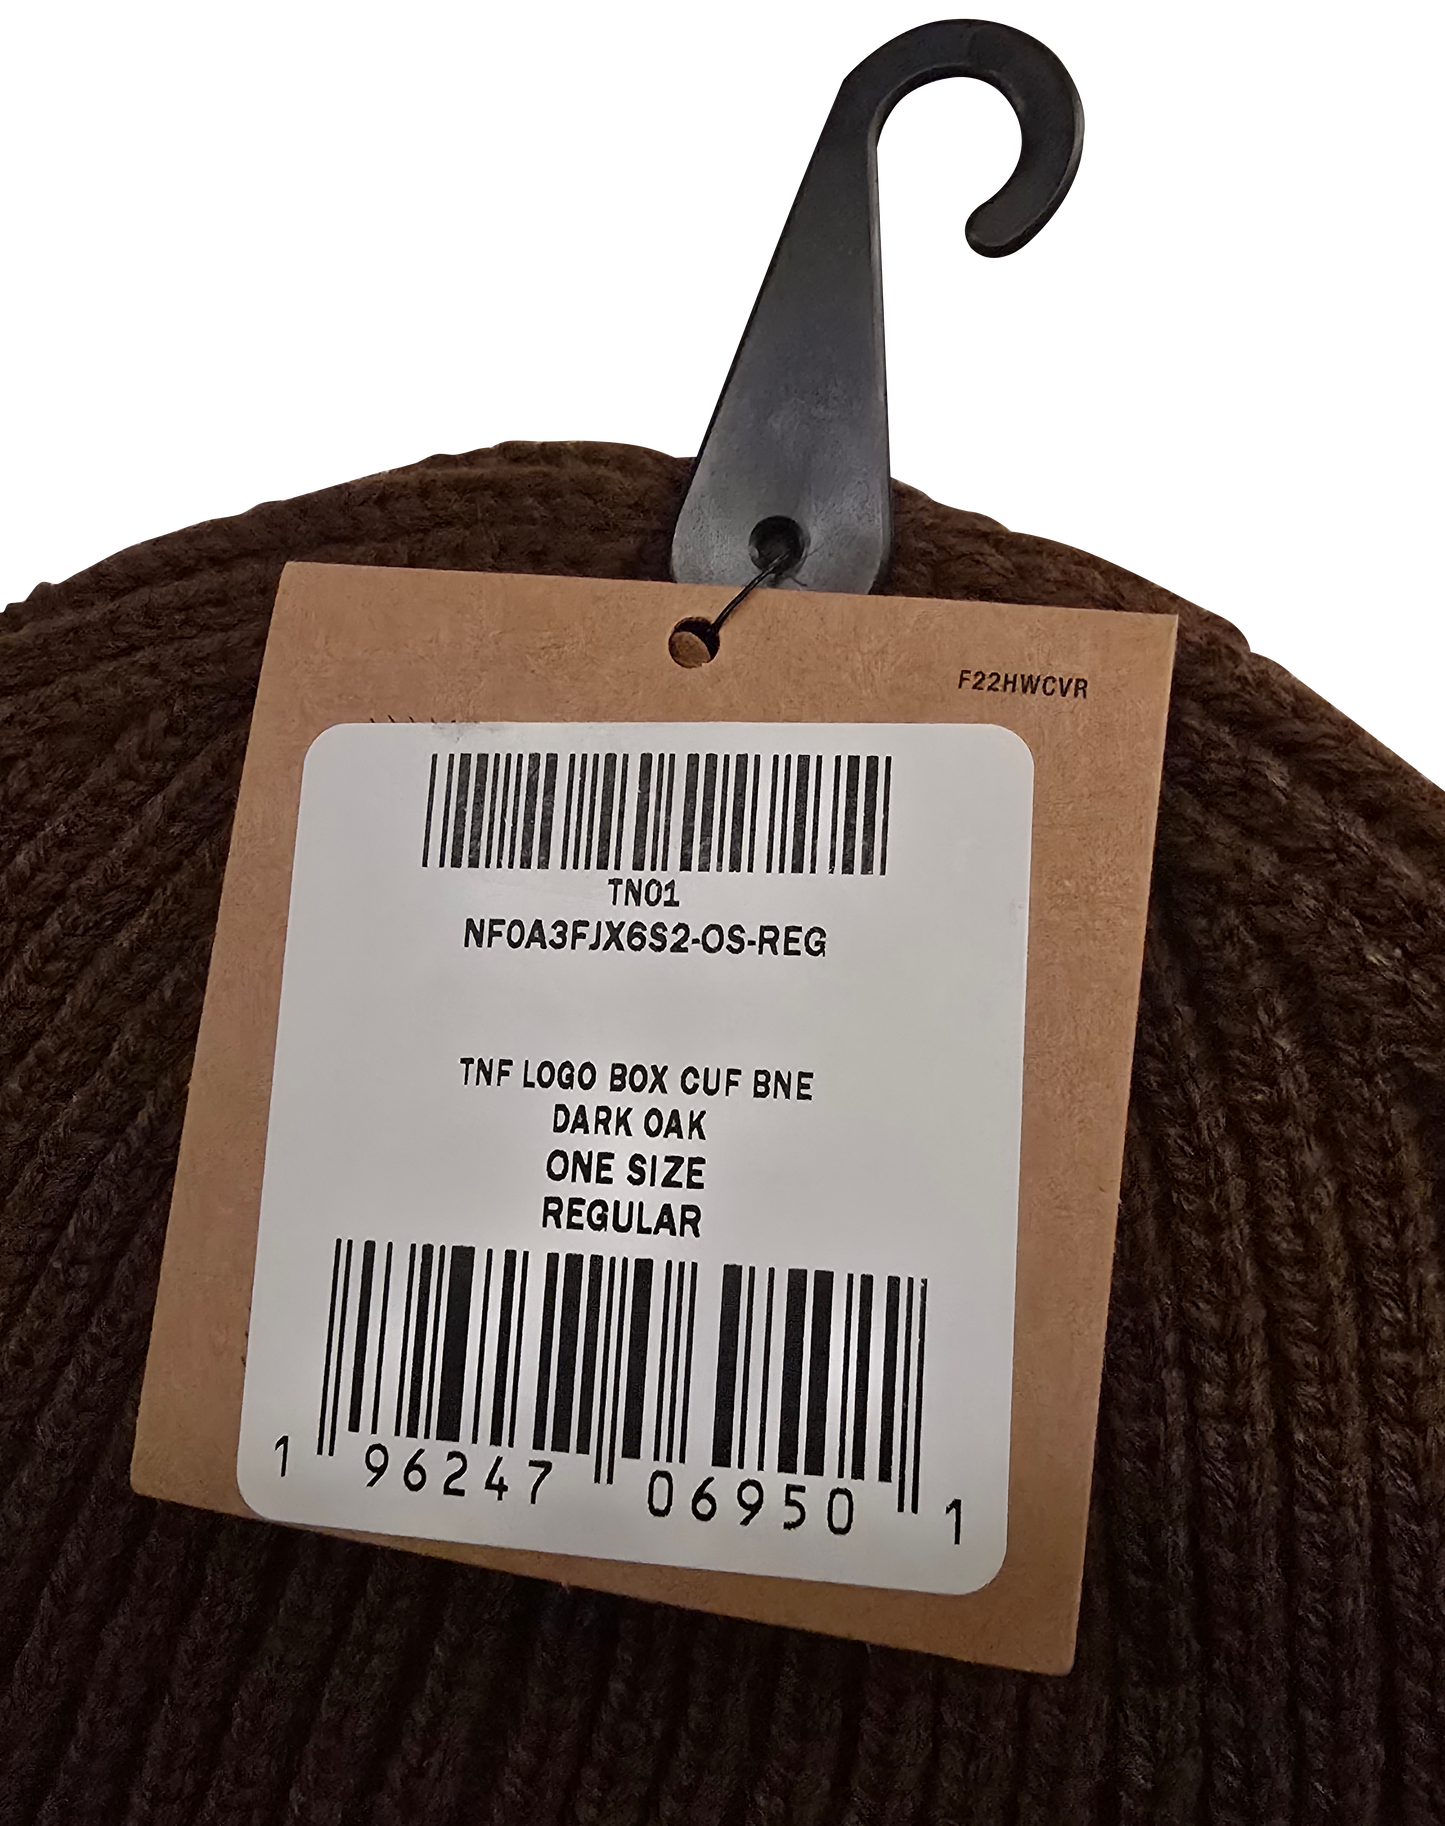 F22HWCVR
TN01
NF0A3FJX6S2-OS-REG
TNF LOGO BOX CUF BNE
DARK OAK
ONE SIZE
REGULAR
1 96247 06950 1